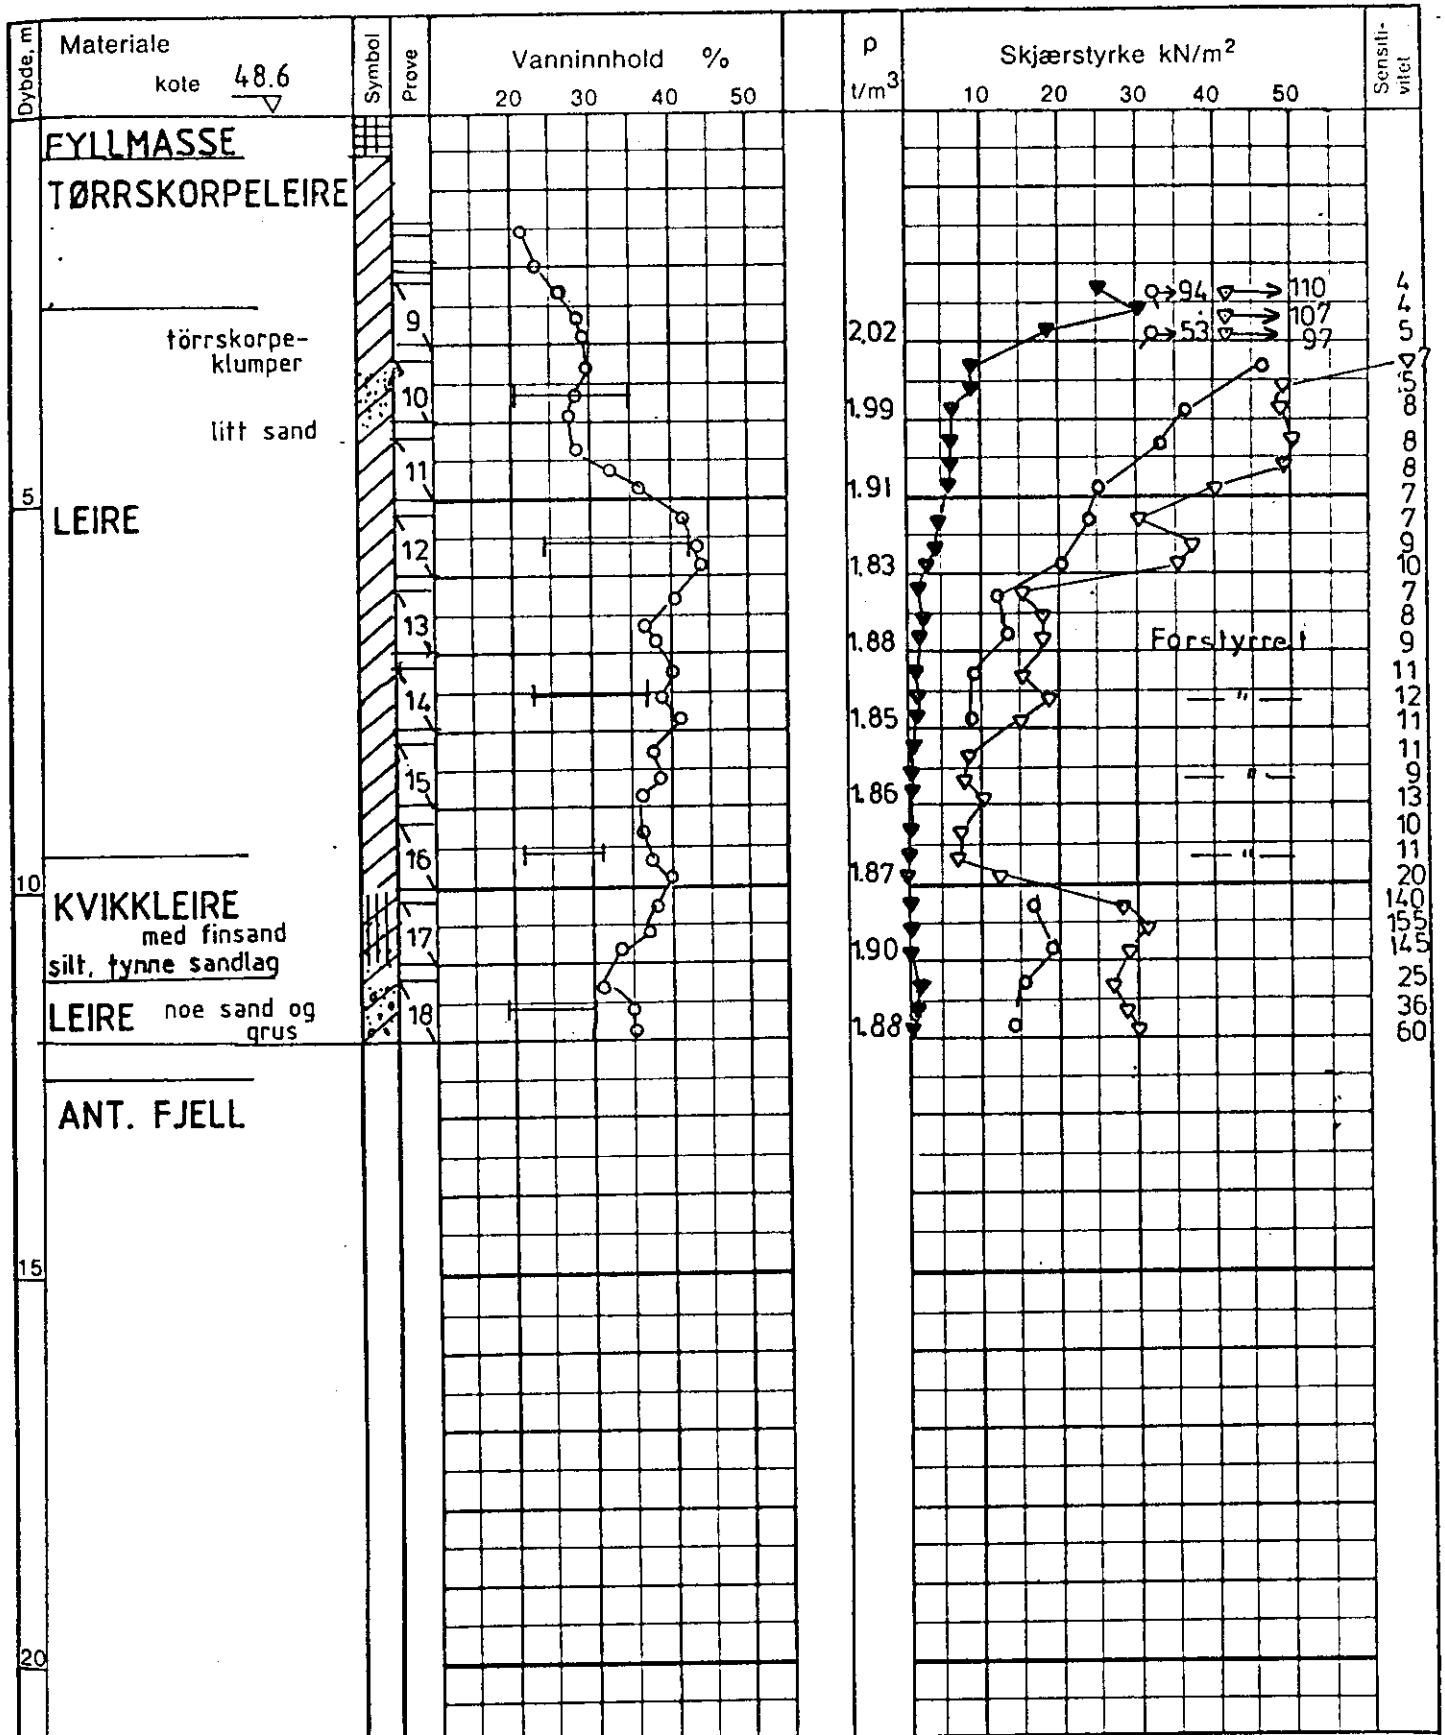 Dybde, m
Materiale
kote 48.6
Symbol
Prøve
Vanninnhold %
20 30 40 50
ρ
t/m³
Skjærstyrke kN/m²
10 20 30 40 50
Sensiti-
vitet
FYLLMASSE
TØRRSKORPELEIRE
94 110 4
107 4
9 2,02 53 97 5
törrskorpe-
klumper
7
5
10 1.99 8
litt sand
8
8
11 1.91 7
5
LEIRE
7
12 9
1.83 10
7
13 8
1.88 Forstyrret 9
11
14 — " — 12
1.85 11
11
15 — " — 9
1.86 13
10
16 — " — 11
1.87 20
10
KVIKKLEIRE
med finsand
silt, tynne sandlag
140
17 155
1.90 145
25
LEIRE noe sand og
grus
18 36
1.88 60
ANT. FJELL
15
20